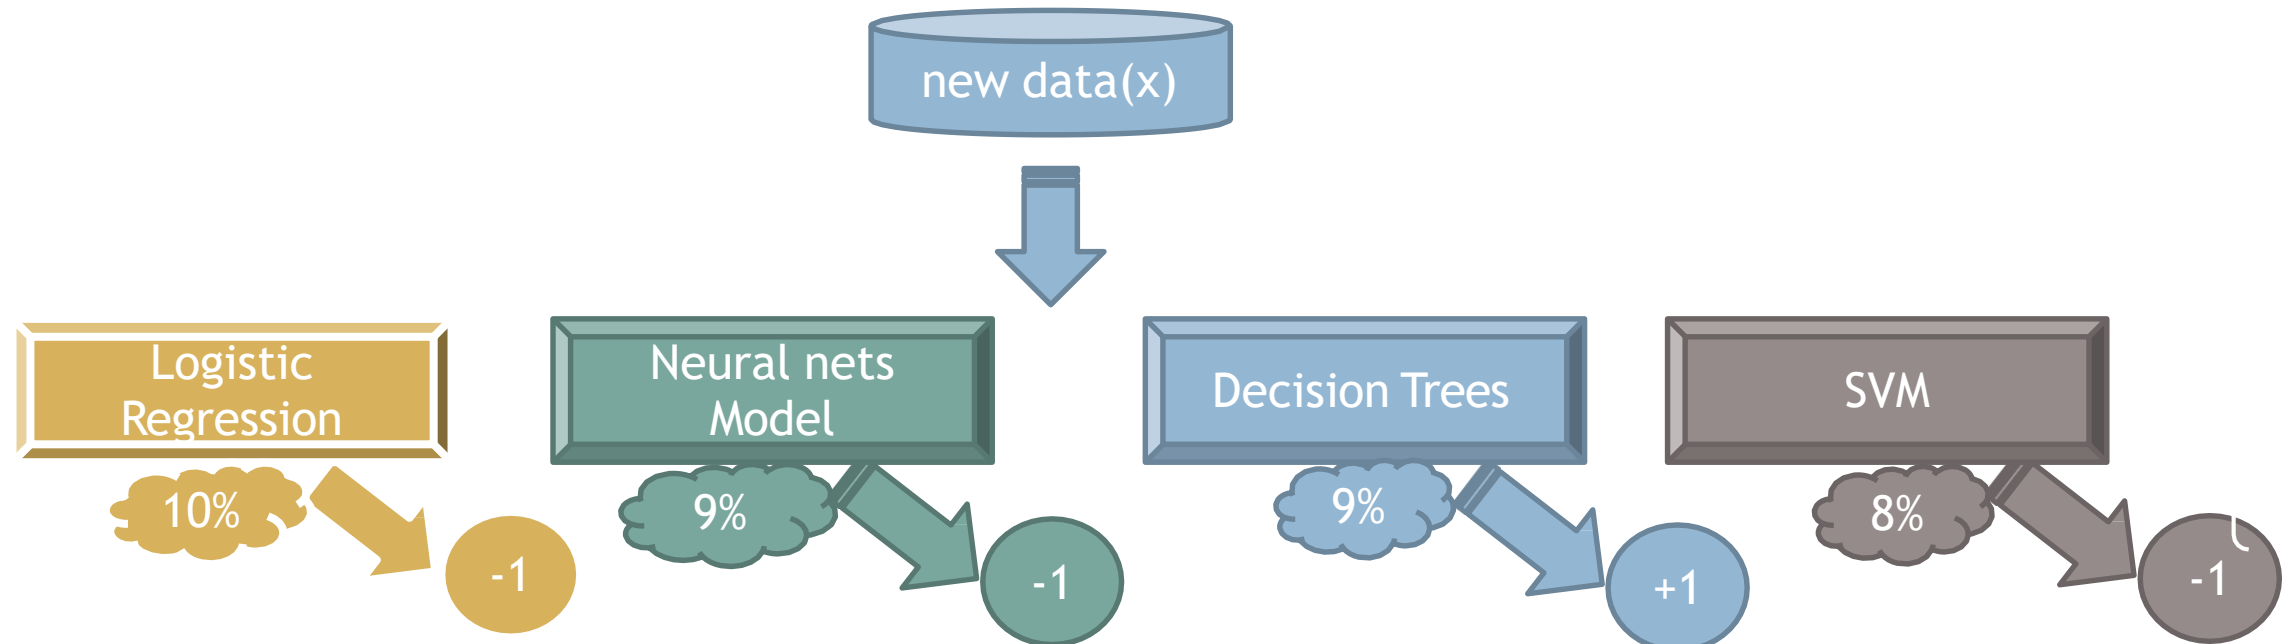 new data(x)
Logistic
Regression
Neural nets
Model
Decision Trees
SVM
10%
9%
9%
8%
-1
-1
+1
-1